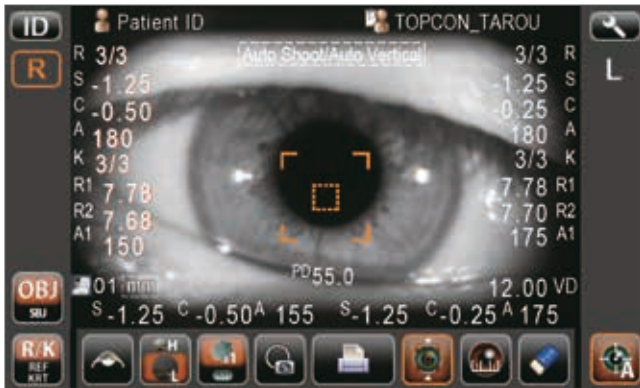 ID Patient ID TOPCON_TAROU
R R 3/3 Auto Shoot/Auto Vertical 3/3 R L
S -1.25 -1.25 S
C -0.50 -0.25 C
A 180 180 A
K 3/3 3/3 K
R1 7.78 7.78 R1
R2 7.68 7.70 R2
A1 150 175 A1
PD55.0
OBJ 01 12.00 VD
SBJ S-1.25 C-0.50 A 155 S-1.25 C-0.25 A 175
R/K H
REF L +1 A
KRT